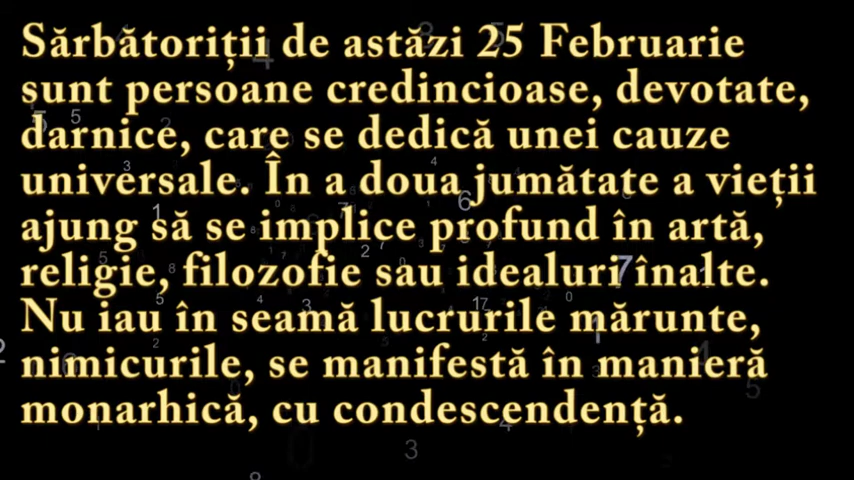 Sărbătoriții de astăzi 25 Februarie
sunt persoane credincioase, devotate,
darnice, care se dedică unei cauze
universale. În a doua jumătate a vieții
ajung să se implice profund în artă,
religie, filozofie sau idealuri înalte.
Nu iau în seamă lucrurile mărunte,
nimicurile, se manifestă în manieră
monarhică, cu condescendență.